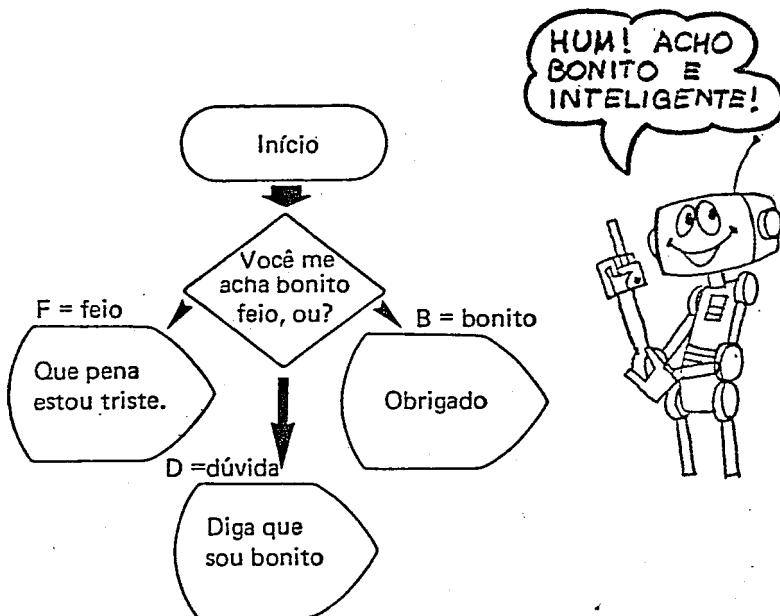 HUM! ACHO
BONITO E
INTELIGENTE!
Início
Você me
acha bonito
feio, ou?
F = feio
B = bonito
Que pena
estou triste.
Obrigado
D =dúvida
Diga que
sou bonito